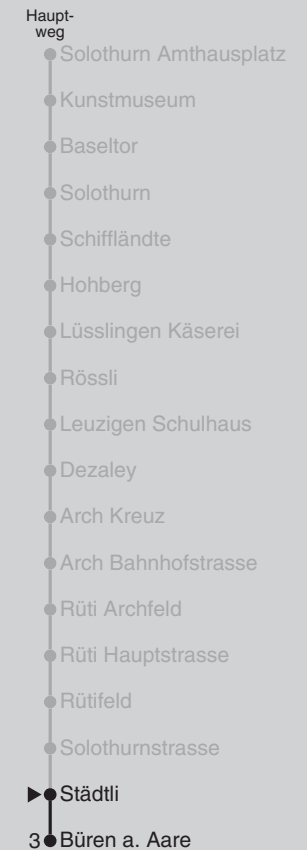 Haupt-
weg
Solothurn Amthausplatz
Kunstmuseum
Baseltor
Solothurn
Schiffländte
Hohberg
Lüsslingen Käserei
Rössli
Leuzigen Schulhaus
Dezaley
Arch Kreuz
Arch Bahnhofstrasse
Rüti Archfeld
Rüti Hauptstrasse
Rütifeld
Solothurnstrasse
Städtli
3 Büren a. Aare